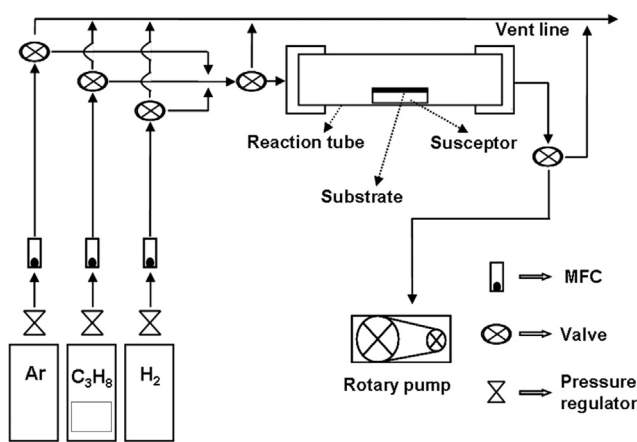 Vent line
Reaction tube
Susceptor
Substrate
MFC
Ar
C₃H₈
H₂
Valve
Rotary pump
Pressure
regulator